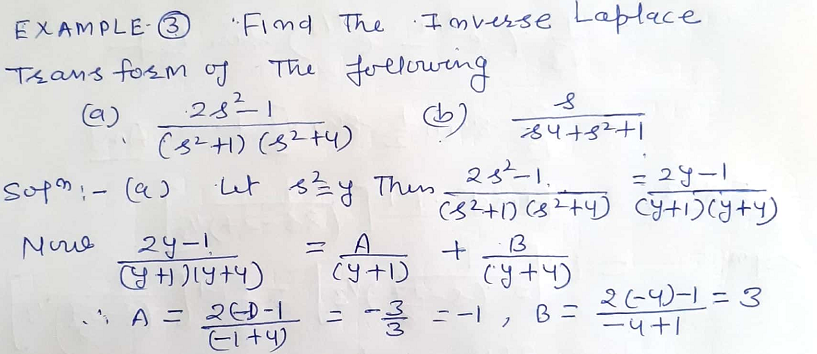 EXAMPLE-③ Find The Inverse Laplace
Transform of The following
(a) (2s²-1)/((s²+1)(s²+4)) (b) s/(s4+s²+1)
Solⁿ:- (a) Let s²=y Then (2s²-1)/((s²+1)(s²+4)) = (2y-1)/((y+1)(y+4))
Now (2y-1)/((y+1)(y+4)) = A/(y+1) + B/(y+4)
∴ A = (2(-1)-1)/(-1+4) = -3/3 = -1, B = (2(-4)-1)/(-4+1) = 3